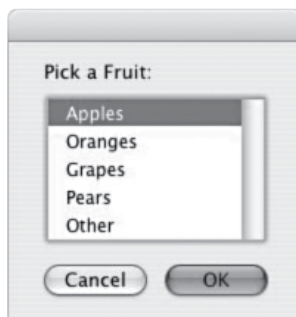 Pick a Fruit:
Apples
Oranges
Grapes
Pears
Other
Cancel OK